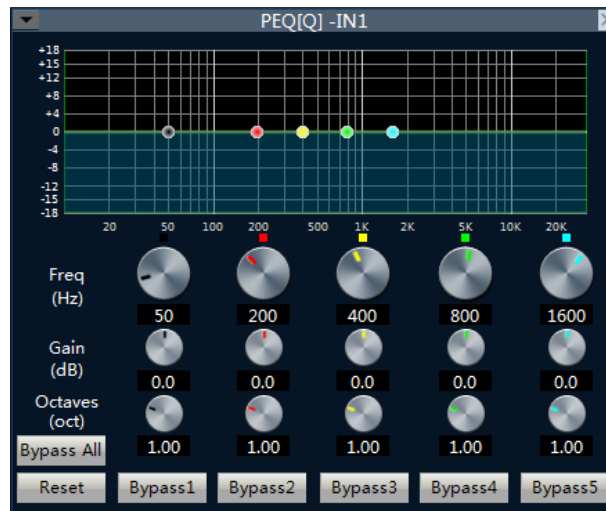 PEQ[Q] -IN1
+18
+15
+12
+8
+4
0
-4
-8
-12
-15
-18
20 50 100 200 500 1K 2K 5K 10K 20K
Freq
(Hz)
50 200 400 800 1600
Gain
(dB)
0.0 0.0 0.0 0.0 0.0
Octaves
(oct)
1.00 1.00 1.00 1.00 1.00
Bypass All
Reset Bypass1 Bypass2 Bypass3 Bypass4 Bypass5